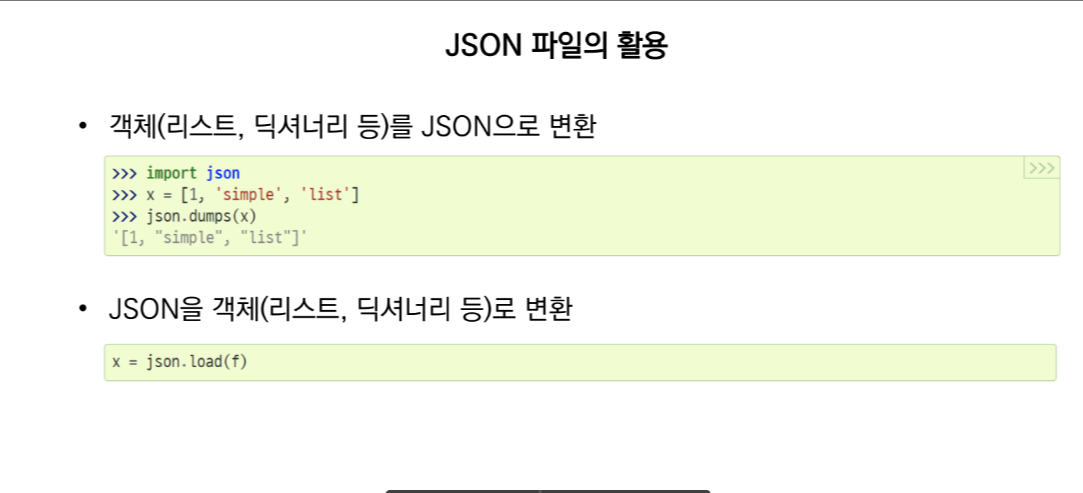 JSON 파일의 활용
• 객체(리스트, 딕셔너리 등)를 JSON으로 변환
>>>
>>> import json
>>> x = [1, 'simple', 'list']
>>> json.dumps(x)
'[1, "simple", "list"]'
• JSON을 객체(리스트, 딕셔너리 등)로 변환
x = json.load(f)